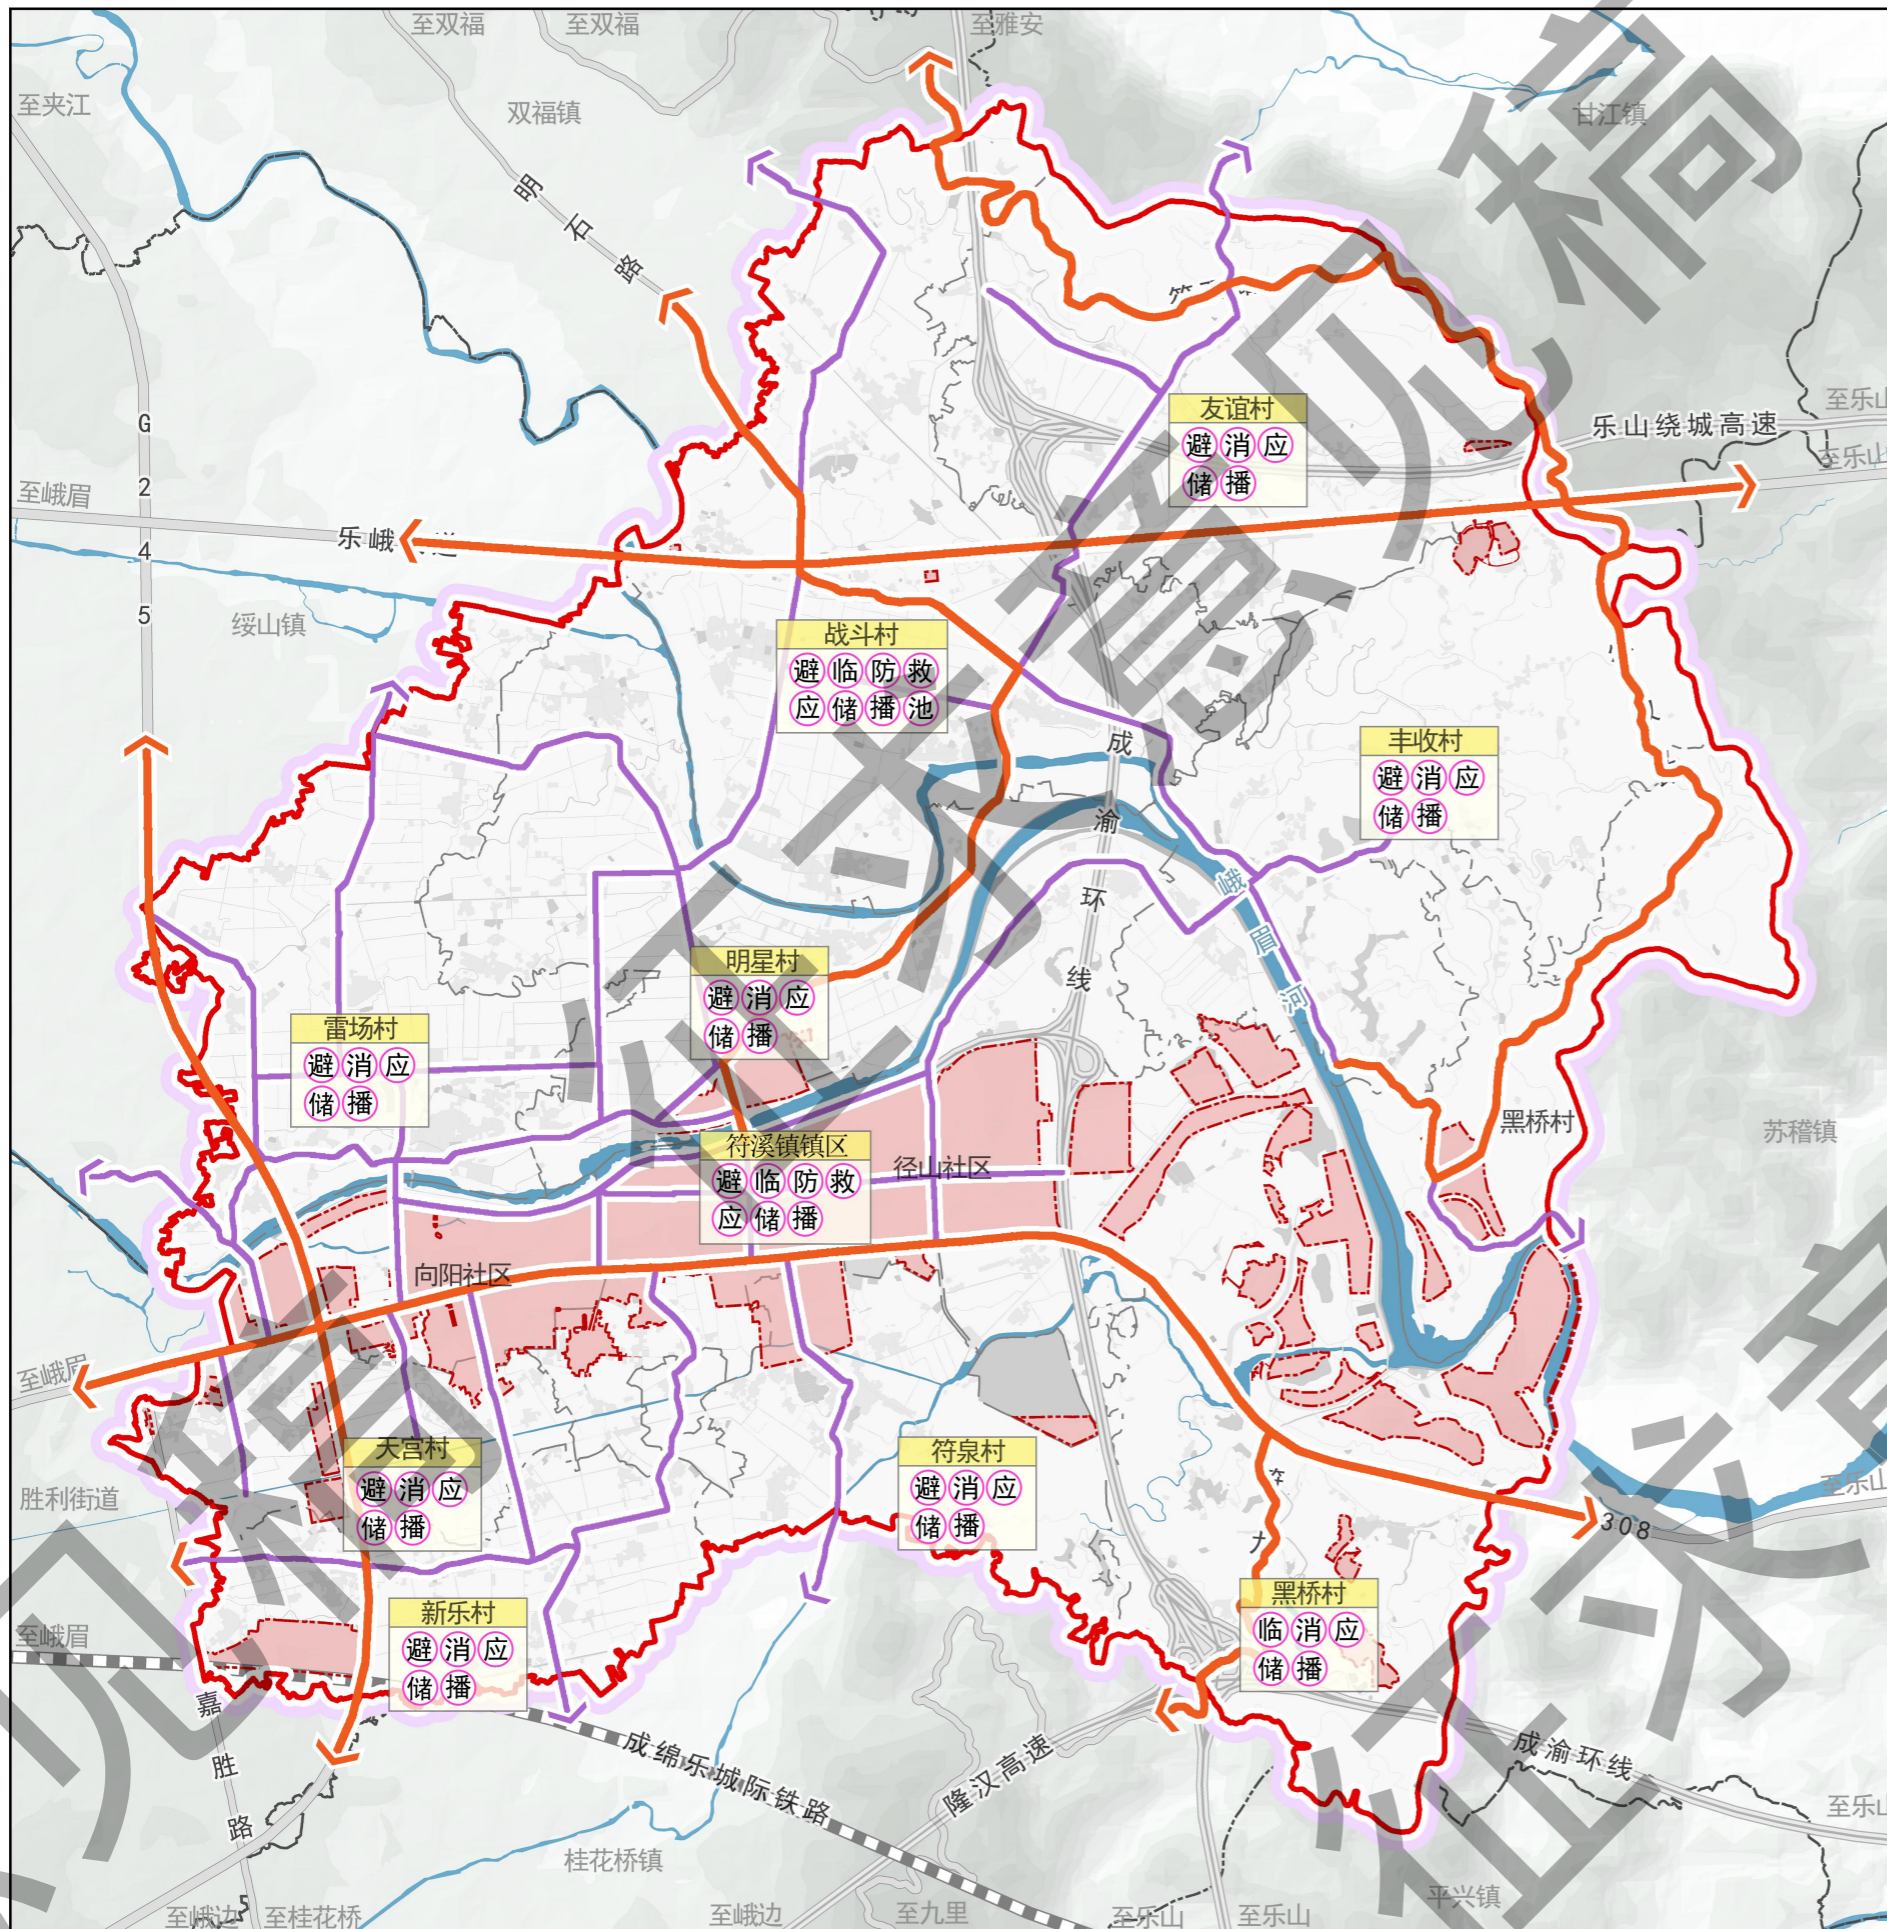 至双福
至双福
至雅安
至夹江
双福镇
甘江镇
明石路
友谊村
避消应
储播
乐山绕城高速
至乐山
至乐山
G245
至峨眉
乐峨
绥山镇
战斗村
避临防救
应储播池
丰收村
避消应
储播
成渝环线
峨眉河
明星村
避消应
储播
雷场村
避消应
储播
黑桥村
苏稽镇
符溪镇镇区
避临防救
应储播
径山社区
向阳社区
至峨眉
天宫村
避消应
储播
符泉村
避消应
储播
胜利街道
至乐山
308
新乐村
避消应
储播
黑桥村
临消应
储播
至峨眉
嘉胜路
成绵乐城际铁路
隆汉高速
成渝环线
至乐山
桂花桥镇
平兴镇
至峨边
至桂花桥
至峨边
至九里
至乐山
至乐山